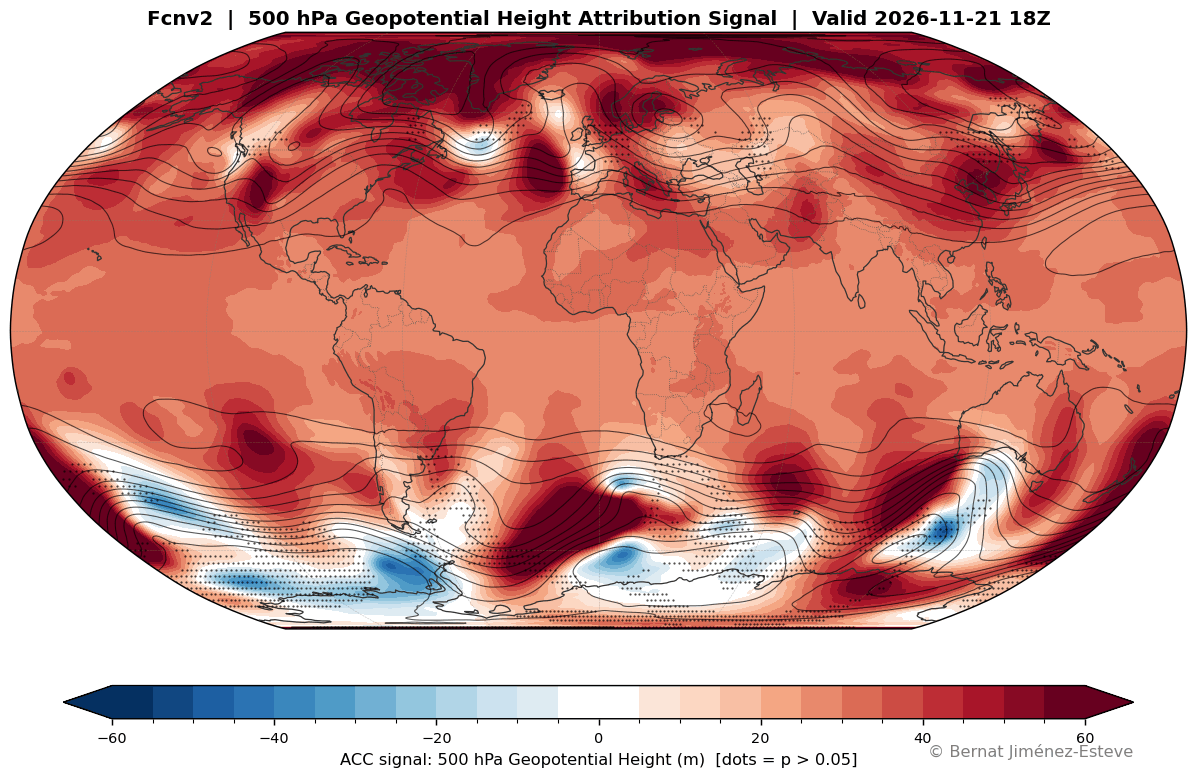 Fcnv2 | 500 hPa Geopotential Height Attribution Signal | Valid 2026-11-21 18Z
−60 −40 −20 0 20 40 60
ACC signal: 500 hPa Geopotential Height (m) [dots = p > 0.05]
© Bernat Jiménez-Esteve